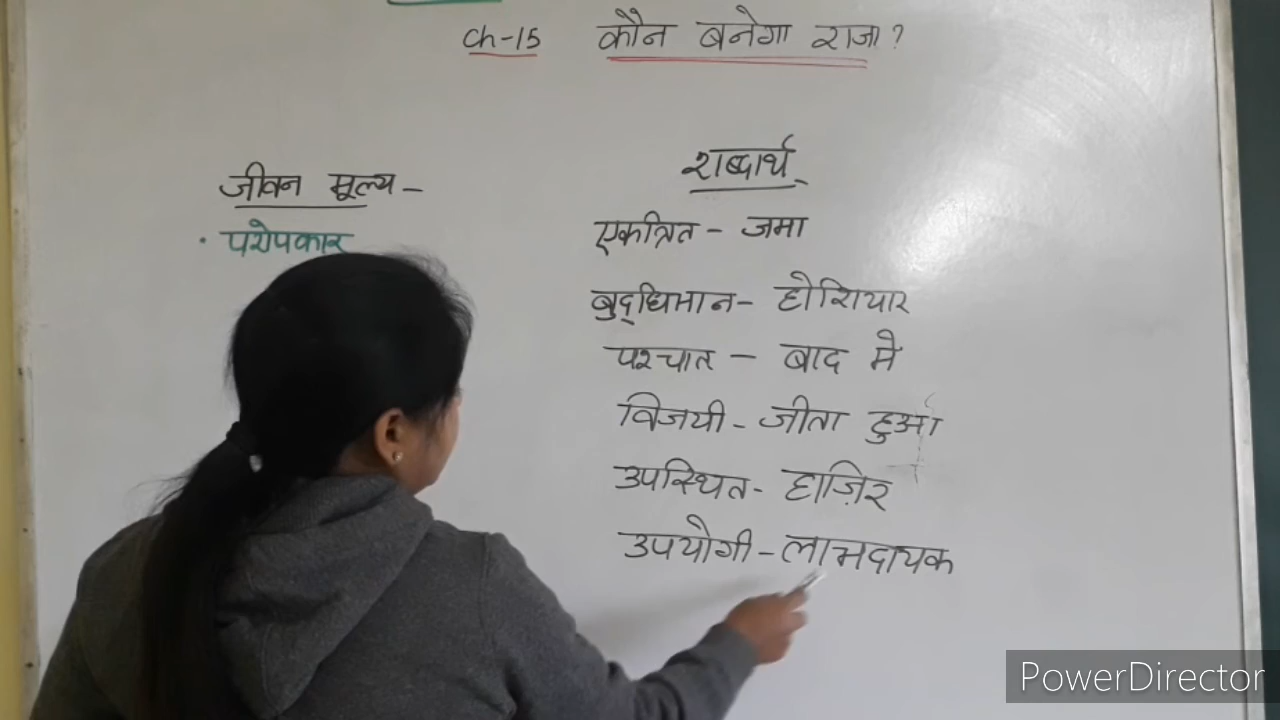 ch-15 कौन बनेगा राजा?
जीवन मूल्य -
• परोपकार
शब्दार्थ
एकत्रित - जमा
बुद्‌धिमान - होशियार
पश्चात - बाद मे
विजयी - जीता हुआ
उपस्थित - हाज़िर
उपयोगी - लाभदायक
PowerDirector